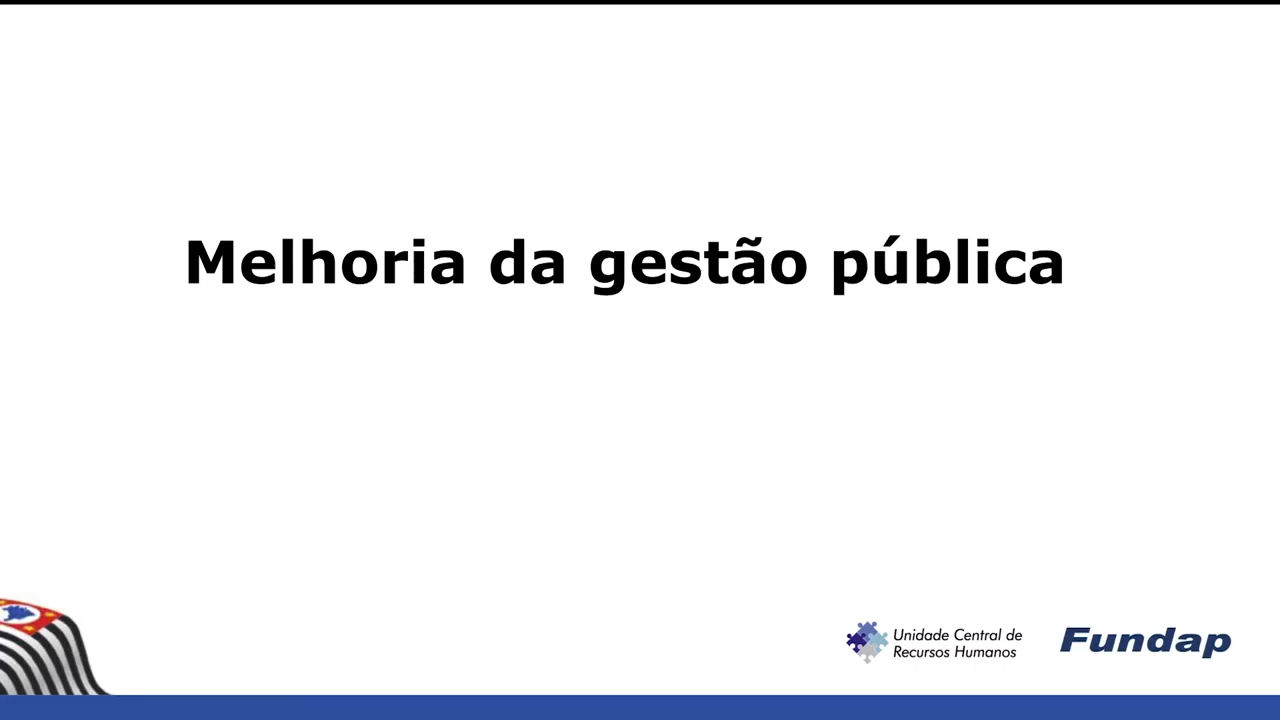 Melhoria da gestão pública
Unidade Central de
Recursos Humanos
Fundap